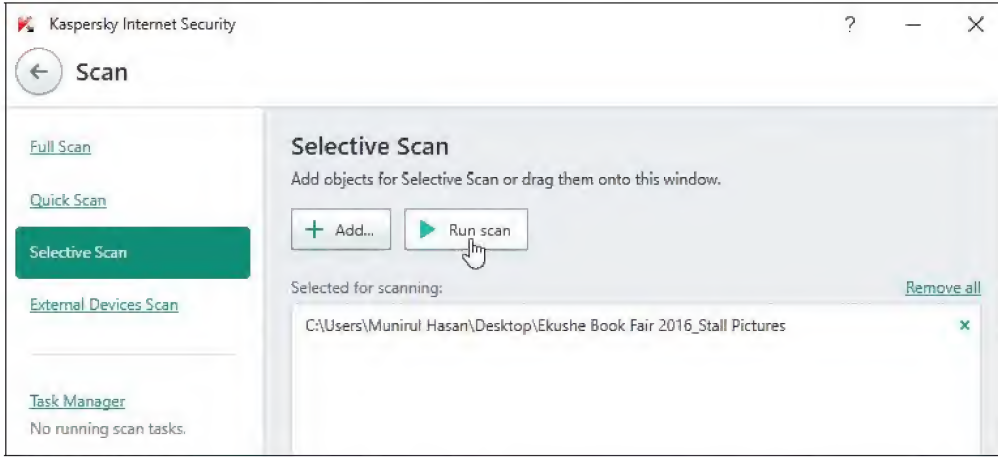 Kaspersky Internet Security
Scan
Full Scan
Quick Scan
Selective Scan
External Devices Scan
Task Manager
No running scan tasks.
Selective Scan
Add objects for Selective Scan or drag them onto this window.
Add...
Run scan
Selected for scanning:
Remove all
C:\Users\Munirul Hasan\Desktop\Ekushe Book Fair 2016_Stall Pictures